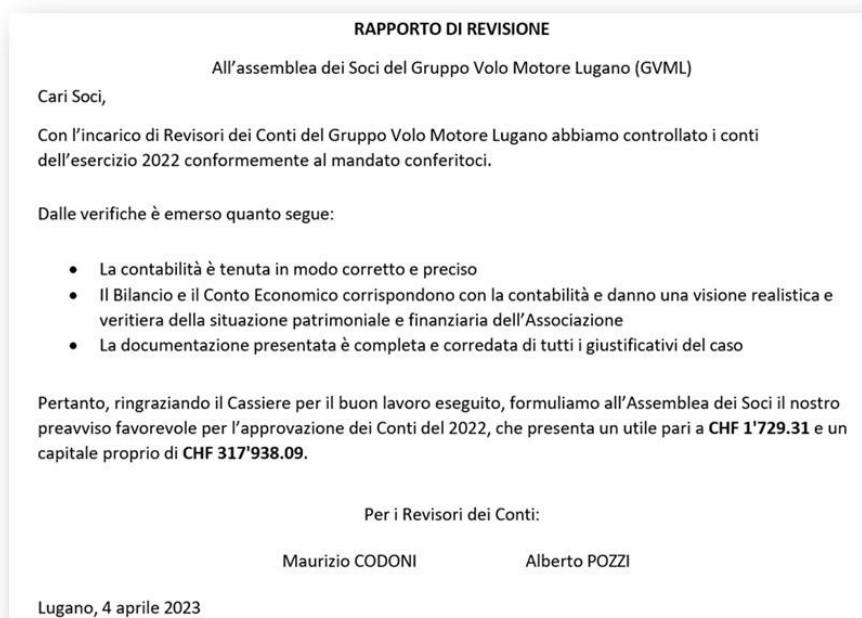 RAPPORTO DI REVISIONE
All’assemblea dei Soci del Gruppo Volo Motore Lugano (GVML)
Cari Soci,
Con l’incarico di Revisori dei Conti del Gruppo Volo Motore Lugano abbiamo controllato i conti
dell’esercizio 2022 conformemente al mandato conferitoci.
Dalle verifiche è emerso quanto segue:
• La contabilità è tenuta in modo corretto e preciso
• Il Bilancio e il Conto Economico corrispondono con la contabilità e danno una visione realistica e
veritiera della situazione patrimoniale e finanziaria dell’Associazione
• La documentazione presentata è completa e corredata di tutti i giustificativi del caso
Pertanto, ringraziando il Cassiere per il buon lavoro eseguito, formuliamo all’Assemblea dei Soci il nostro
preavviso favorevole per l’approvazione dei Conti del 2022, che presenta un utile pari a CHF 1'729.31 e un
capitale proprio di CHF 317'938.09.
Per i Revisori dei Conti:
Maurizio CODONI Alberto POZZI
Lugano, 4 aprile 2023